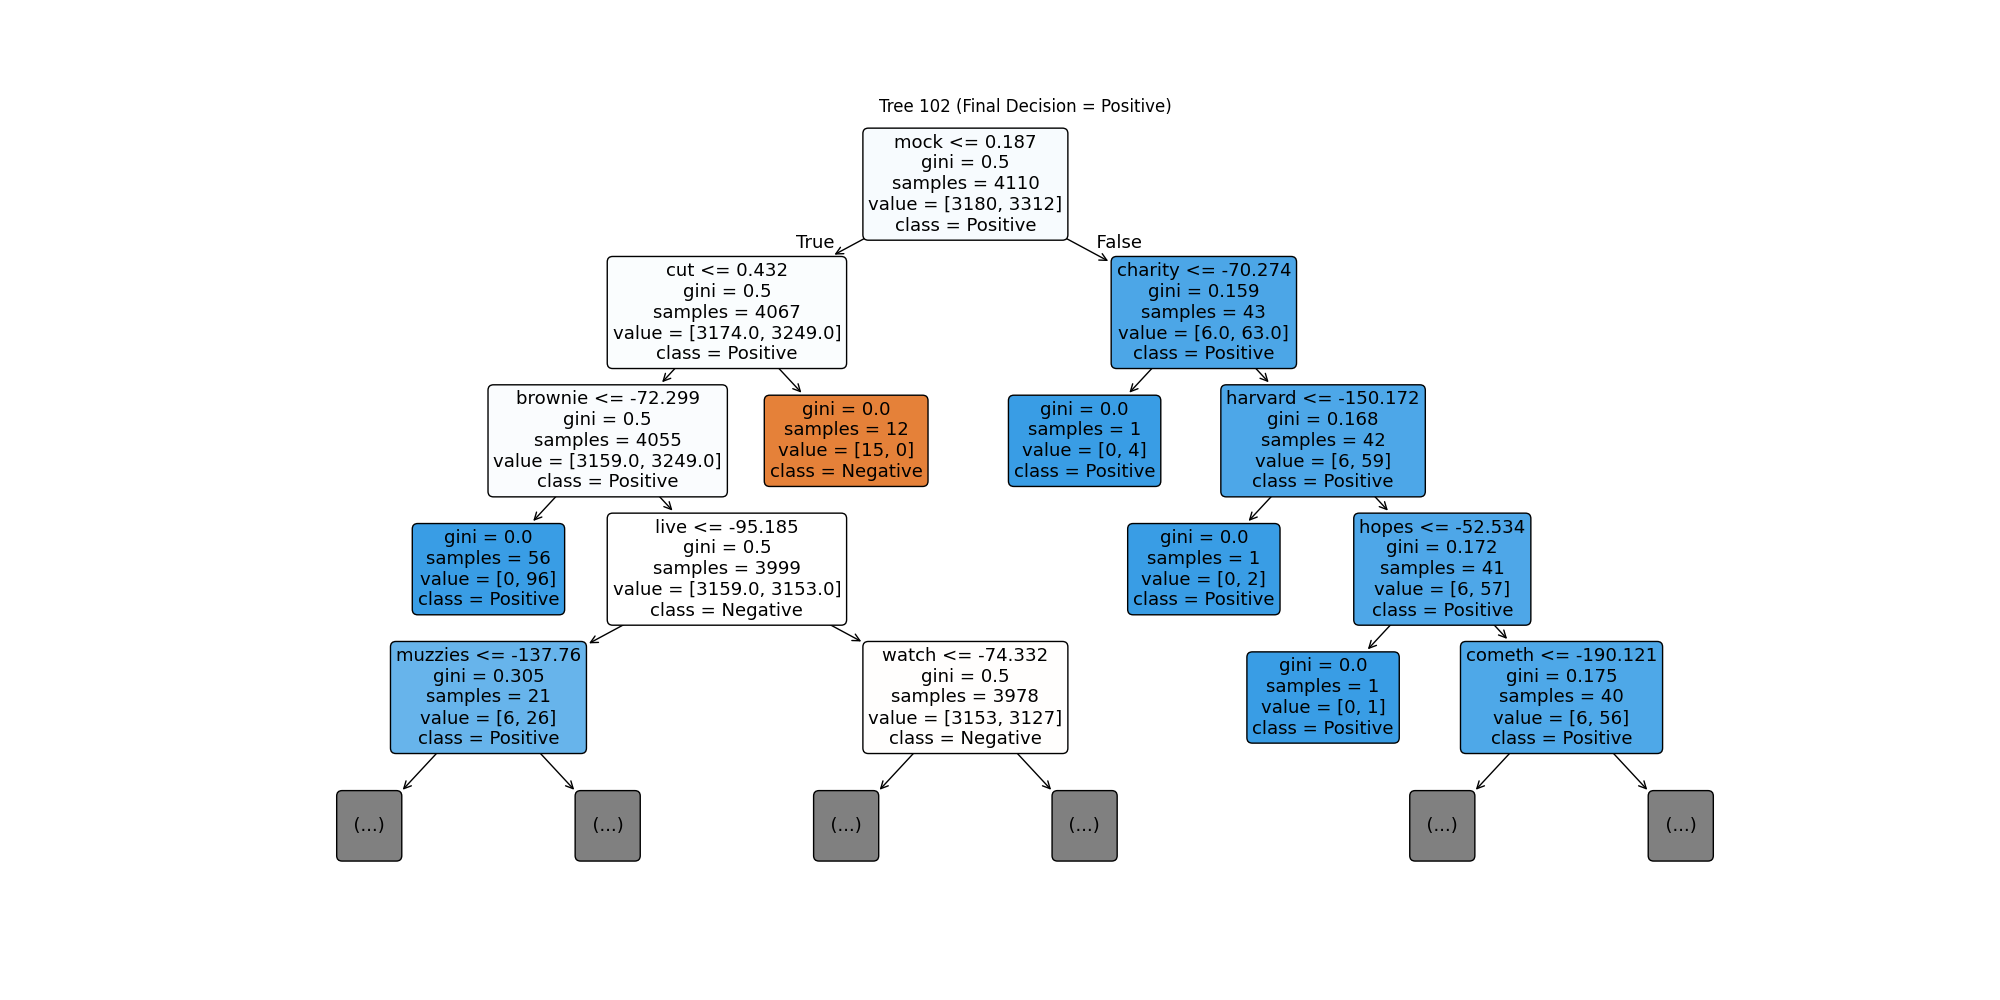 Tree 102 (Final Decision = Positive)
mock <= 0.187
gini = 0.5
samples = 4110
value = [3180, 3312]
class = Positive
True
False
cut <= 0.432
gini = 0.5
samples = 4067
value = [3174.0, 3249.0]
class = Positive
charity <= -70.274
gini = 0.159
samples = 43
value = [6.0, 63.0]
class = Positive
brownie <= -72.299
gini = 0.5
samples = 4055
value = [3159.0, 3249.0]
class = Positive
gini = 0.0
samples = 12
value = [15, 0]
class = Negative
gini = 0.0
samples = 1
value = [0, 4]
class = Positive
harvard <= -150.172
gini = 0.168
samples = 42
value = [6, 59]
class = Positive
gini = 0.0
samples = 56
value = [0, 96]
class = Positive
live <= -95.185
gini = 0.5
samples = 3999
value = [3159.0, 3153.0]
class = Negative
gini = 0.0
samples = 1
value = [0, 2]
class = Positive
hopes <= -52.534
gini = 0.172
samples = 41
value = [6, 57]
class = Positive
muzzies <= -137.76
gini = 0.305
samples = 21
value = [6, 26]
class = Positive
watch <= -74.332
gini = 0.5
samples = 3978
value = [3153, 3127]
class = Negative
gini = 0.0
samples = 1
value = [0, 1]
class = Positive
cometh <= -190.121
gini = 0.175
samples = 40
value = [6, 56]
class = Positive
(...)
(...)
(...)
(...)
(...)
(...)